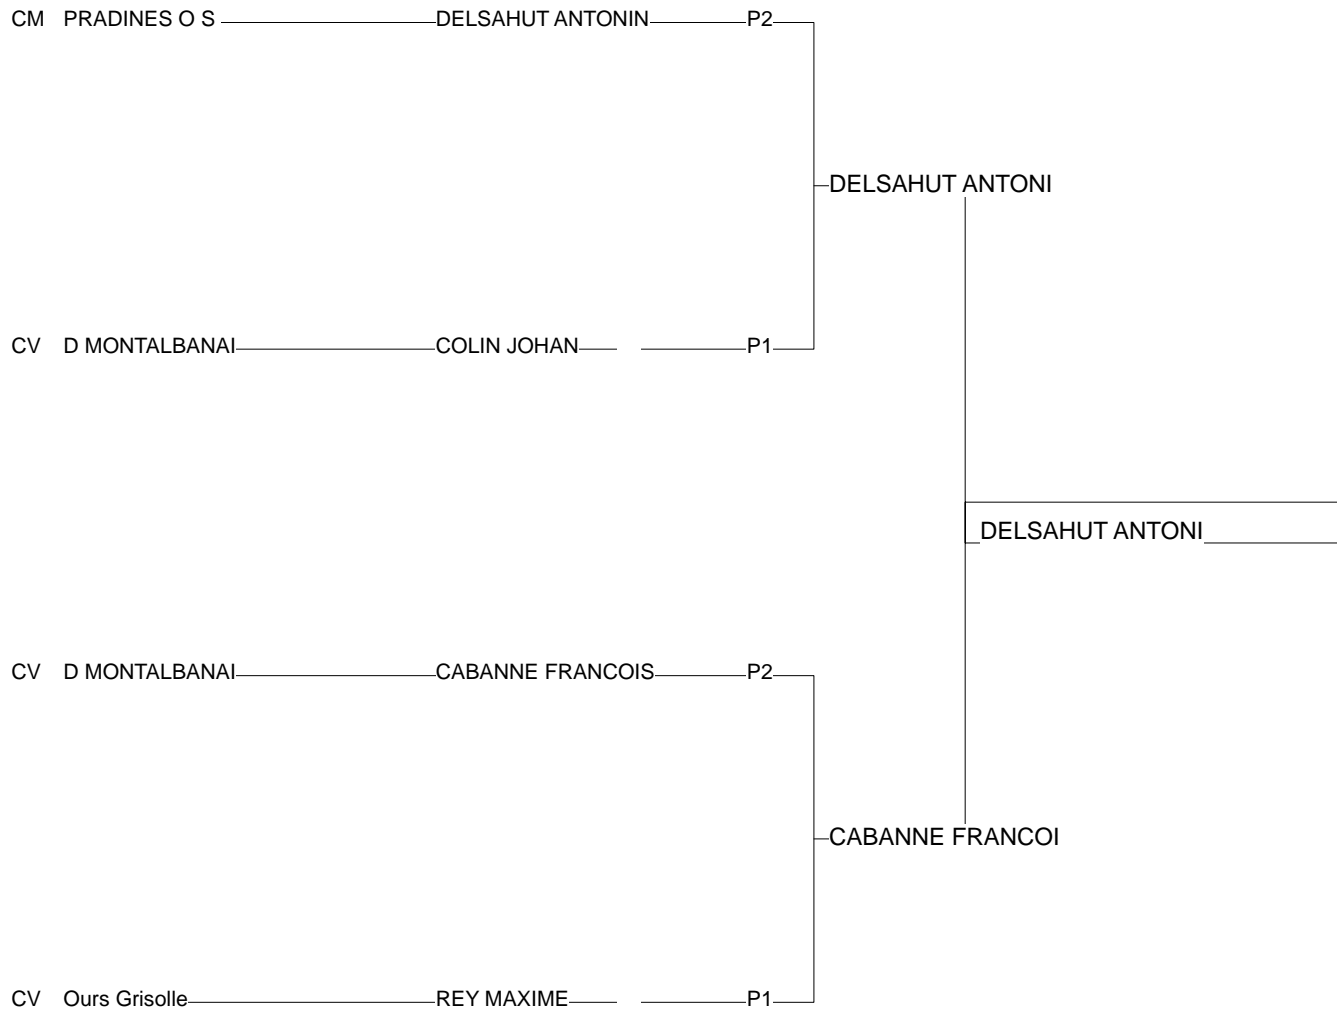 CM PRADINES O S DELSAHUT ANTONIN P2
DELSAHUT ANTONI
CV D MONTALBANAI COLIN JOHAN P1
DELSAHUT ANTONI
CV D MONTALBANAI CABANNE FRANCOIS P2
CABANNE FRANCOI
CV Ours Grisolle REY MAXIME P1